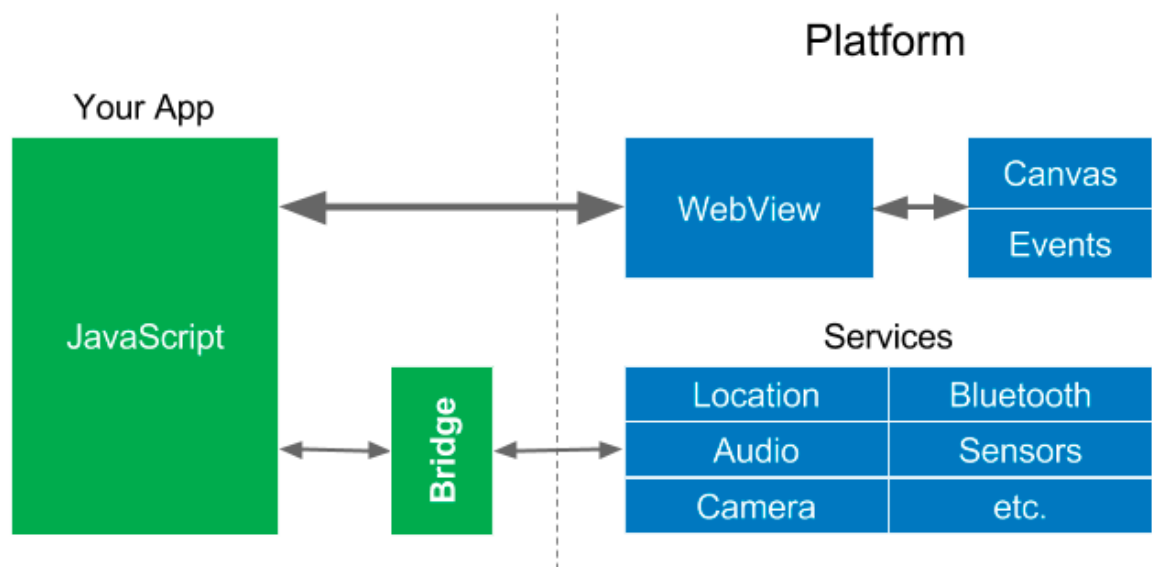 Platform
Your App
JavaScript
WebView
Canvas
Events
Bridge
Services
Location
Bluetooth
Audio
Sensors
Camera
etc.